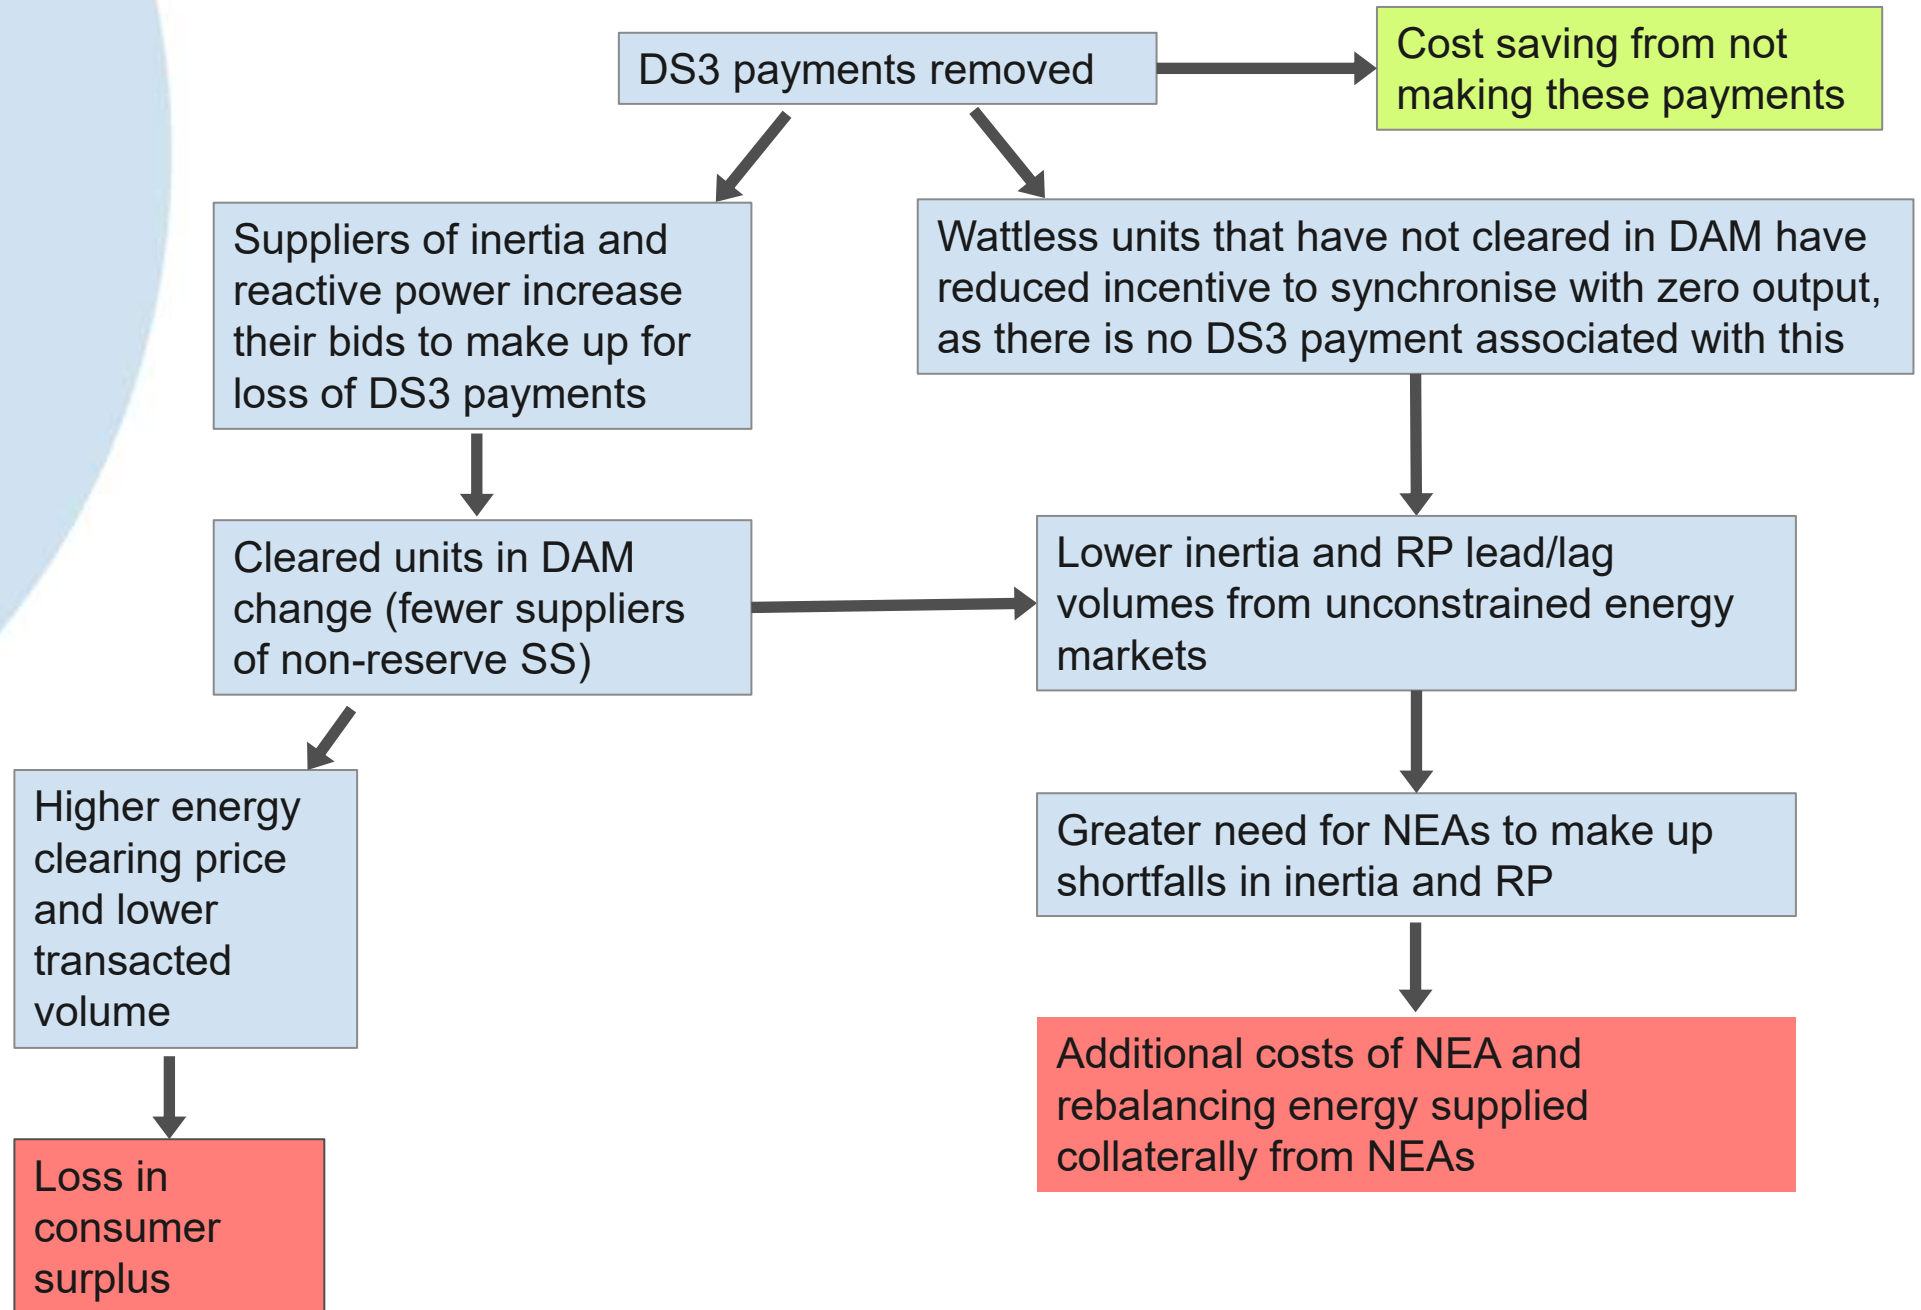 DS3 payments removed
Cost saving from not
making these payments
Suppliers of inertia and
reactive power increase
their bids to make up for
loss of DS3 payments
Wattless units that have not cleared in DAM have
reduced incentive to synchronise with zero output,
as there is no DS3 payment associated with this
Cleared units in DAM
change (fewer suppliers
of non-reserve SS)
Lower inertia and RP lead/lag
volumes from unconstrained energy
markets
Higher energy
clearing price
and lower
transacted
volume
Greater need for NEAs to make up
shortfalls in inertia and RP
Additional costs of NEA and
rebalancing energy supplied
collaterally from NEAs
Loss in
consumer
surplus